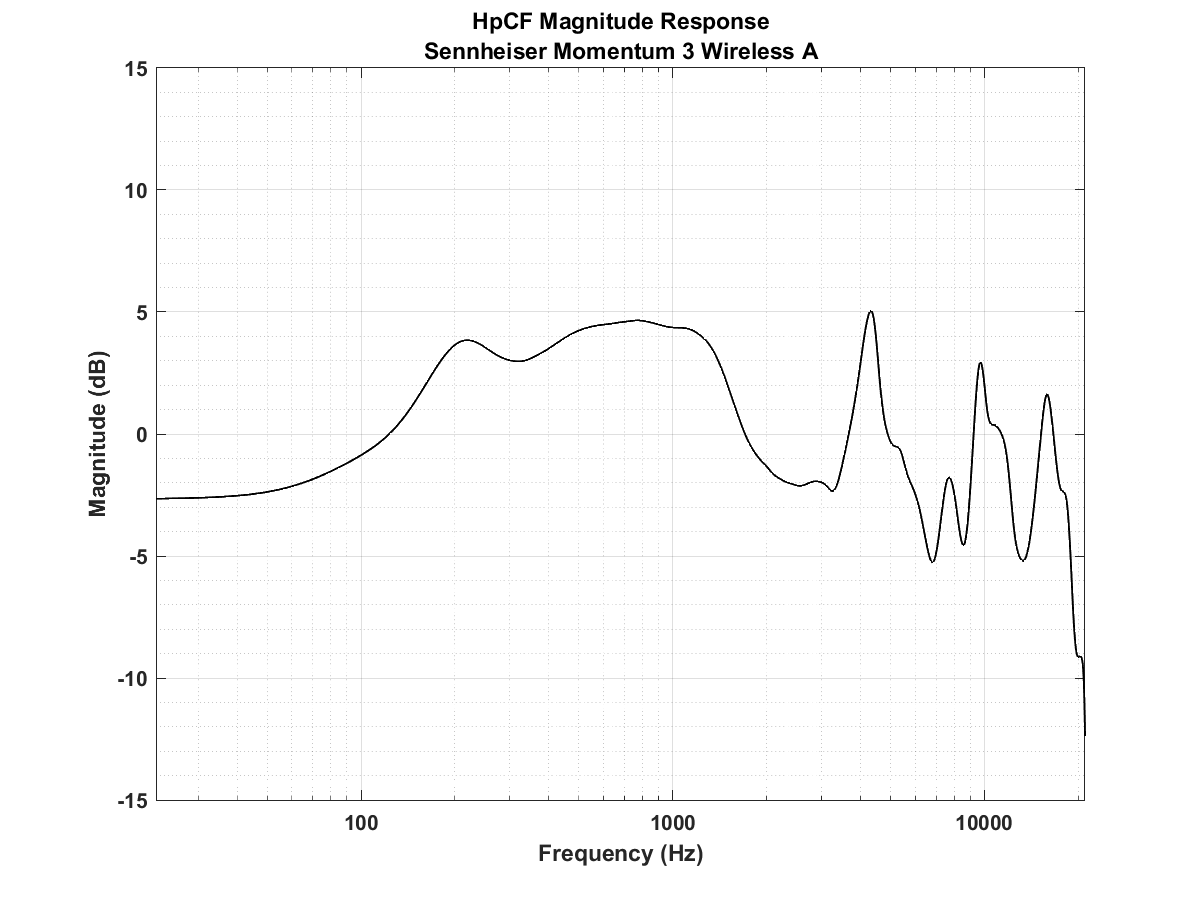 HpCF Magnitude Response
Sennheiser Momentum 3 Wireless A
15
10
5
0
-5
-10
-15
Magnitude (dB)
100
1000
10000
Frequency (Hz)